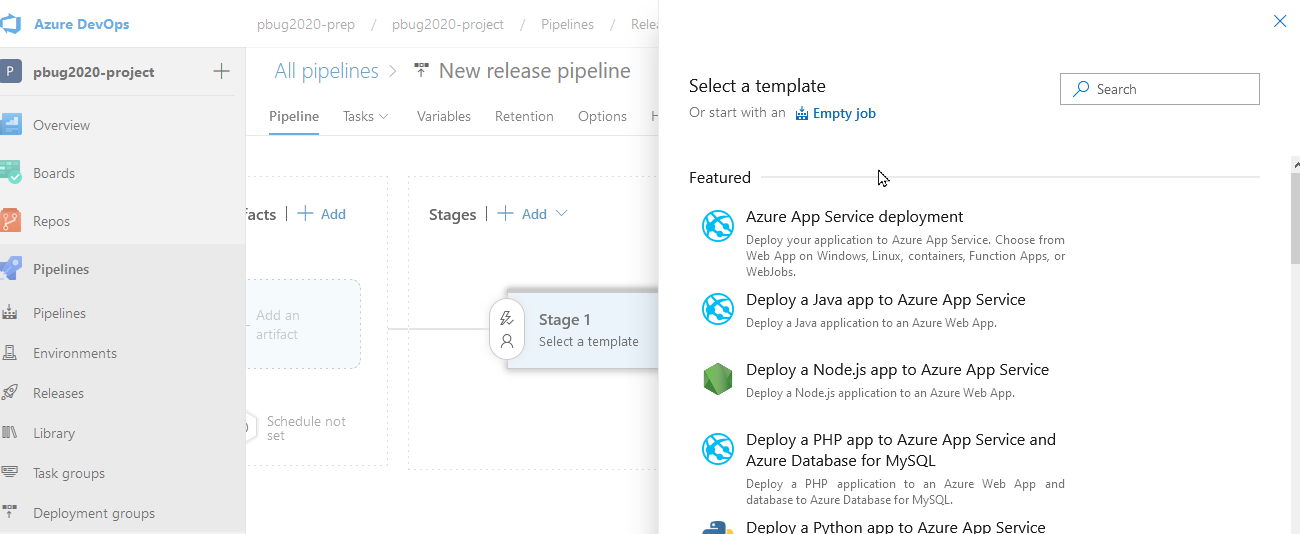 Azure DevOps
pbug2020-prep / pbug2020-project / Pipelines /
P pbug2020-project
Overview
Boards
Repos
Pipelines
Pipelines
Environments
Releases
Library
Task groups
Deployment groups
All pipelines > New release pipeline
Pipeline Tasks Variables Retention Options
Add
Add an
artifact
Schedule not
set
Stages | + Add
Stage 1
Select a template
Select a template
Or start with an Empty job
Search
Featured
Azure App Service deployment
Deploy your application to Azure App Service. Choose from
Web App on Windows, Linux, containers, Function Apps, or
WebJobs.
Deploy a Java app to Azure App Service
Deploy a Java application to an Azure Web App.
Deploy a Node.js app to Azure App Service
Deploy a Node.js application to an Azure Web App.
Deploy a PHP app to Azure App Service and
Azure Database for MySQL
Deploy a PHP application to an Azure Web App and
database to Azure Database for MySQL.
Deploy a Python app to Azure App Service